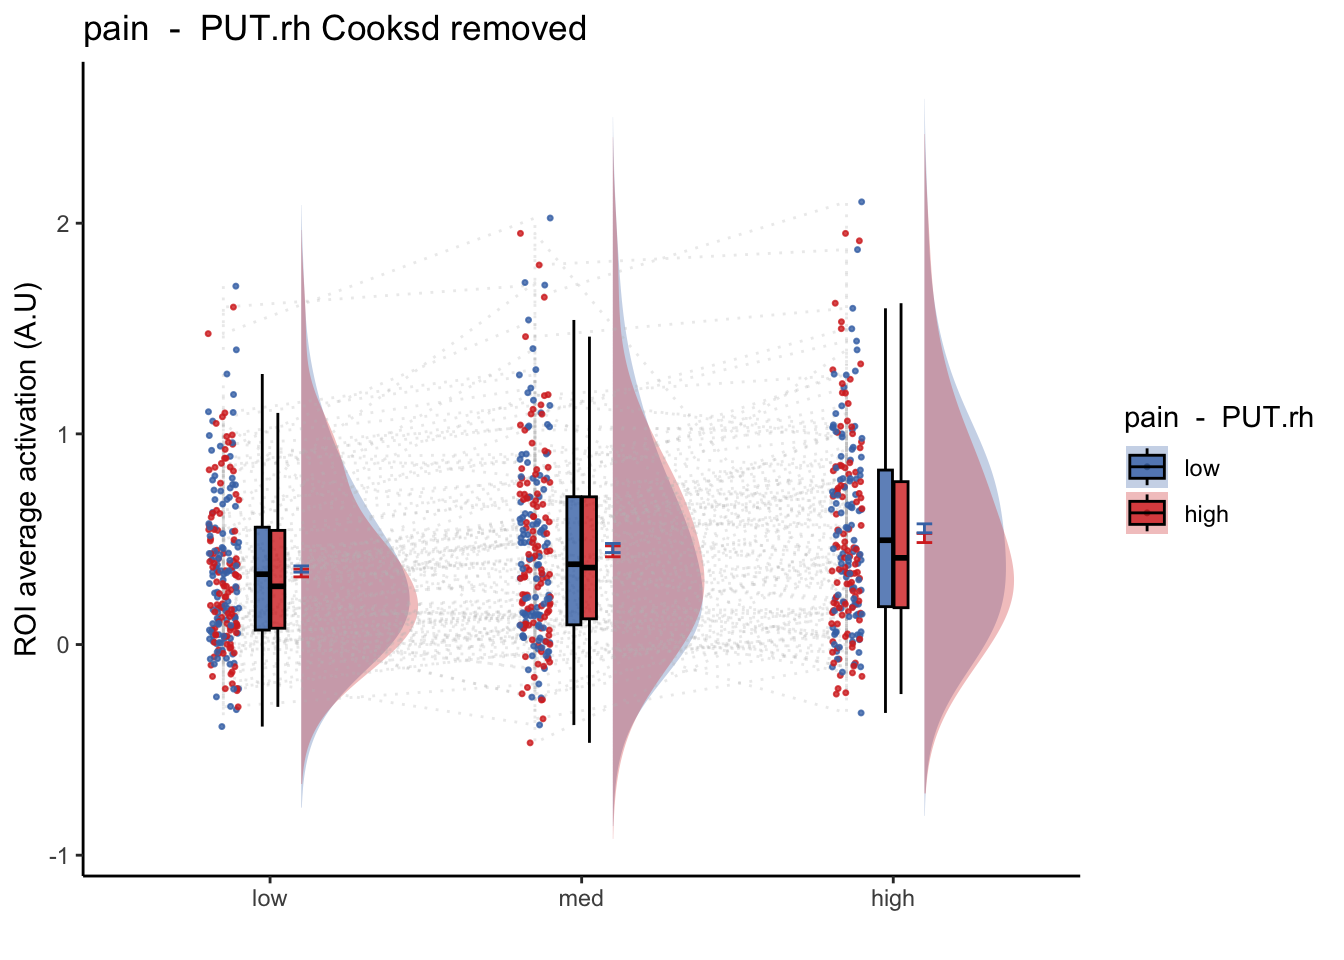 pain - PUT.rh Cooksd removed
ROI average activation (A.U)
2
1
0
-1
low
med
high
pain - PUT.rh
low
high